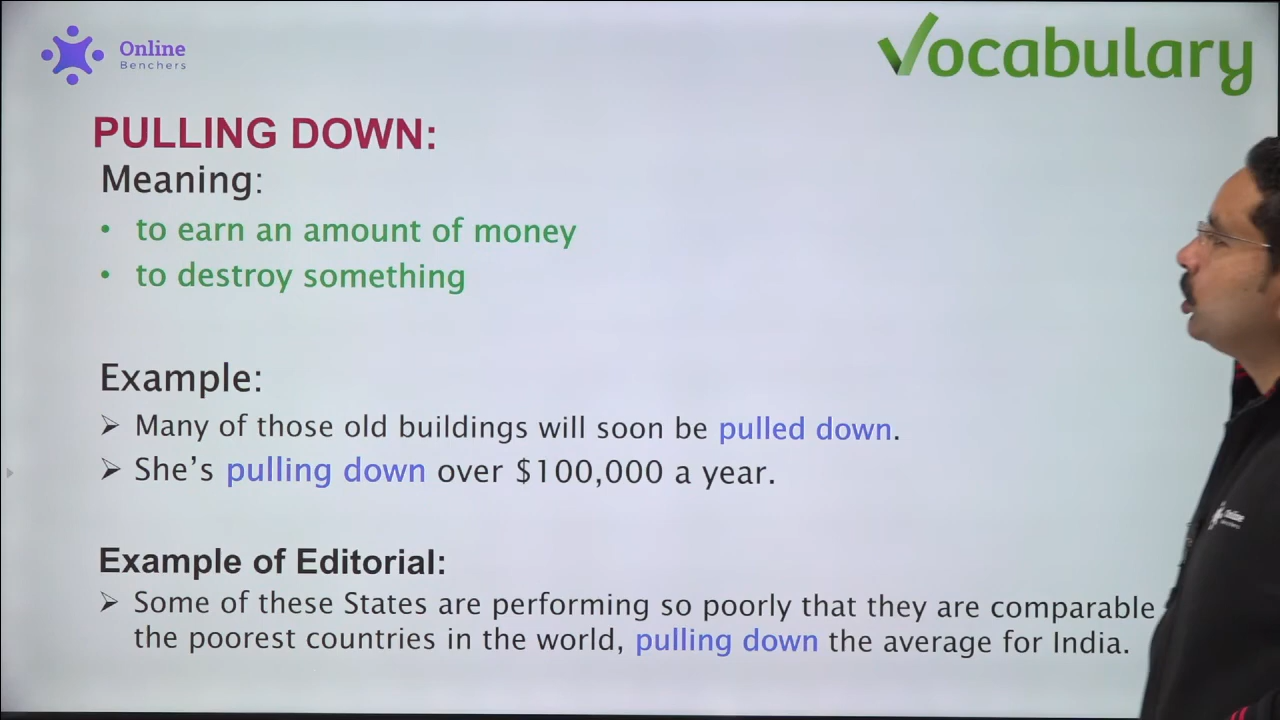 Online
Benchers
Vocabulary
PULLING DOWN:
Meaning:
• to earn an amount of money
• to destroy something
Example:
➢ Many of those old buildings will soon be pulled down.
➢ She's pulling down over $100,000 a year.
Example of Editorial:
➢ Some of these States are performing so poorly that they are comparable
the poorest countries in the world, pulling down the average for India.
Online
Benchers